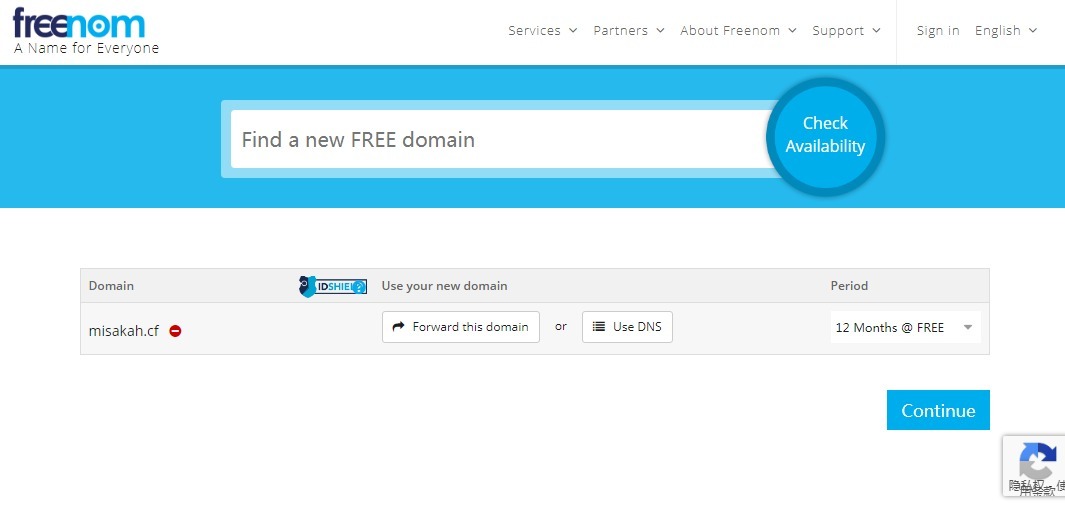 freenom
A Name for Everyone
Services Partners About Freenom Support Sign in English
Find a new FREE domain
Check
Availability
Domain IDSHIELD Use your new domain Period
misakah.cf Forward this domain or Use DNS 12 Months @ FREE
Continue
隐私权 - 使
用条款